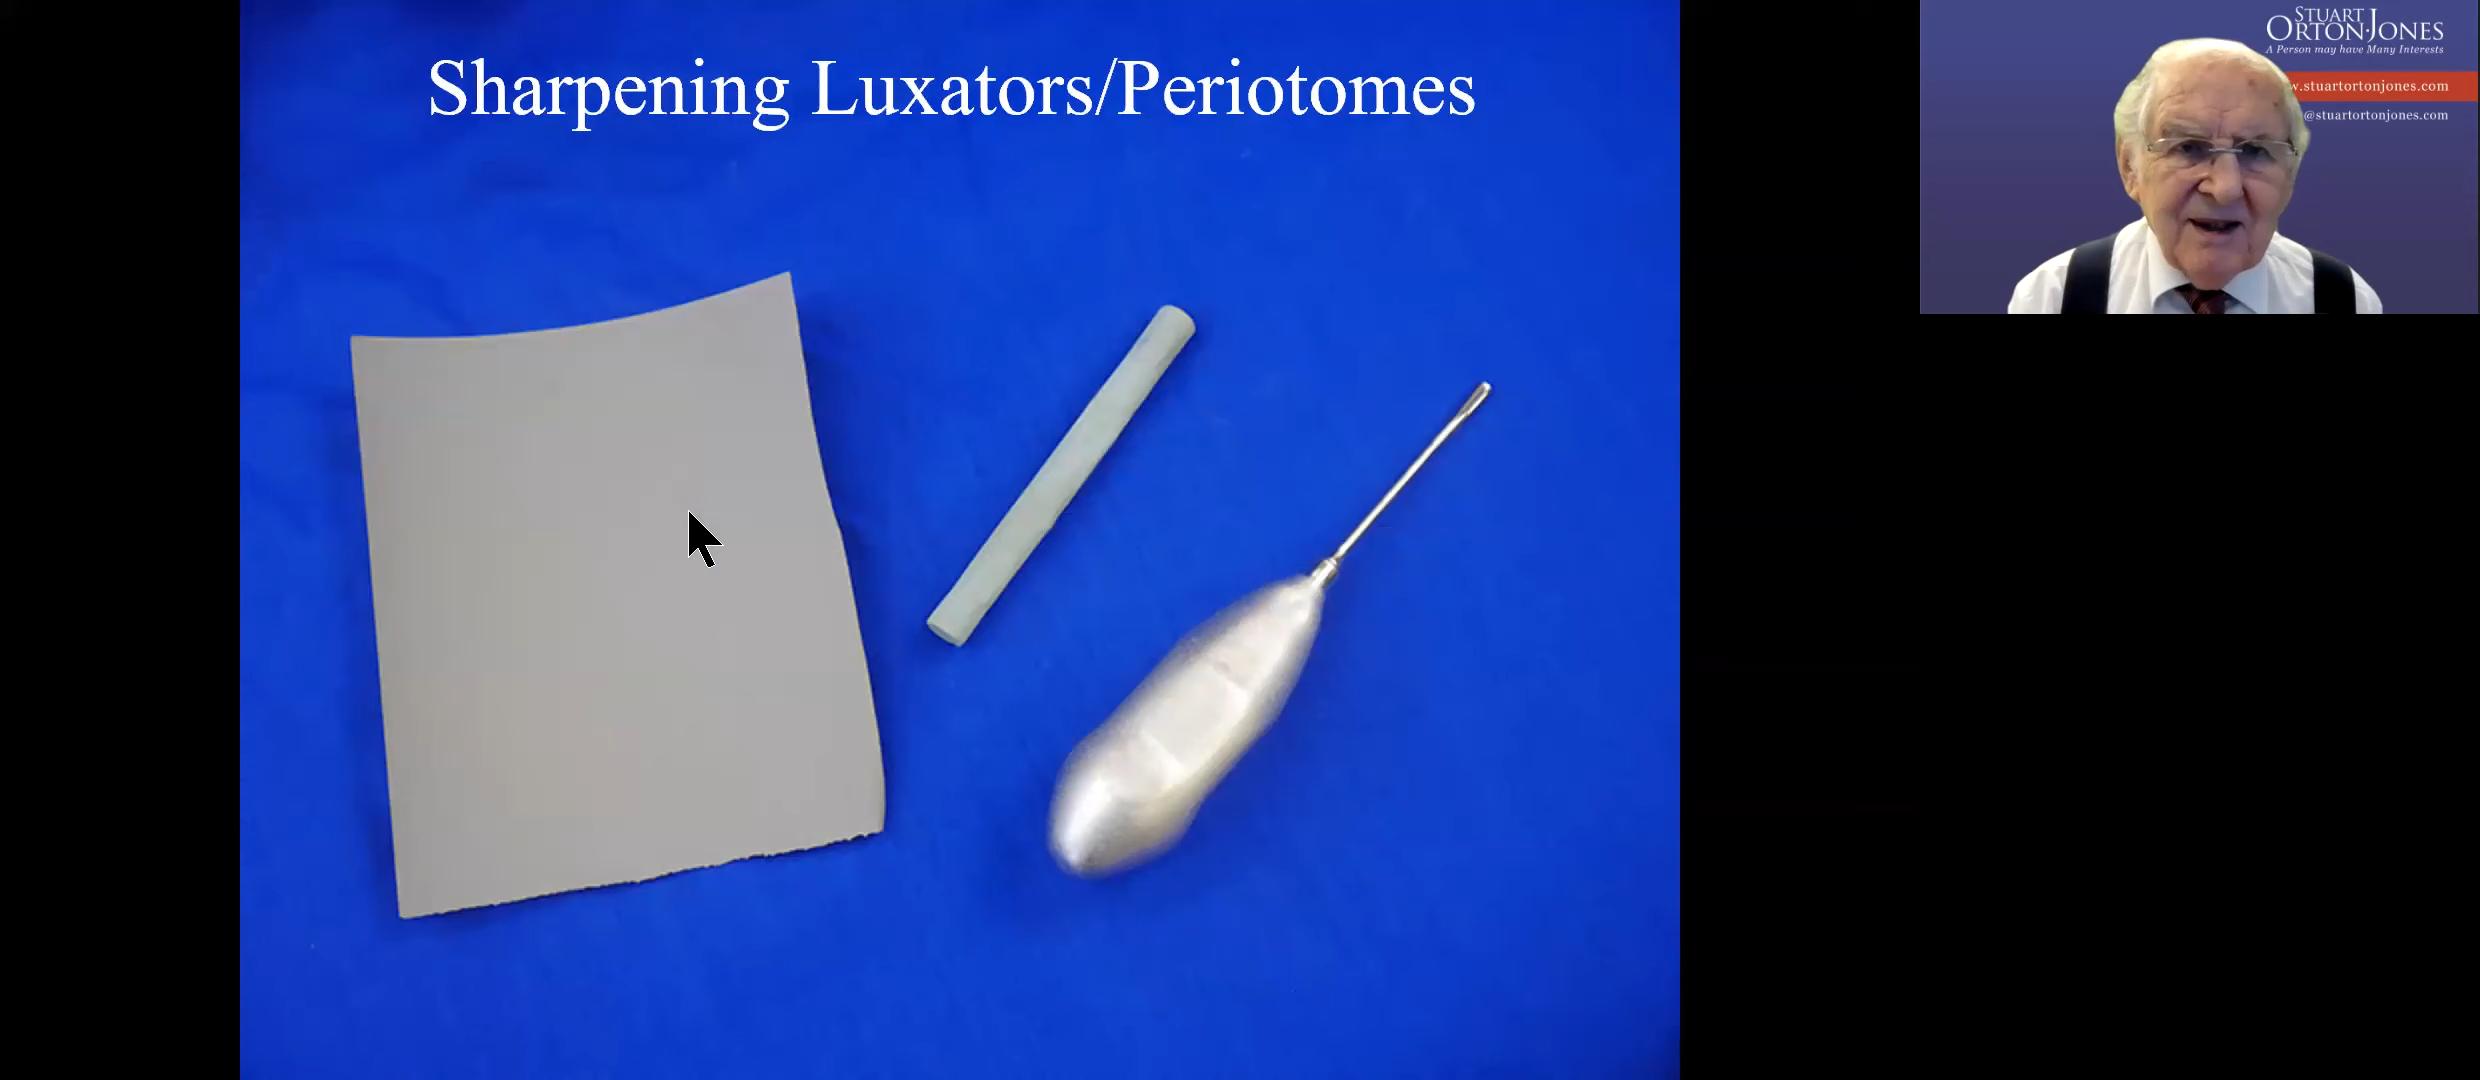 Sharpening Luxators/Periotomes
STUART
ORTON-JONES
A Person may have Many Interests
.stuartortonjones.com
@stuartortonjones.com